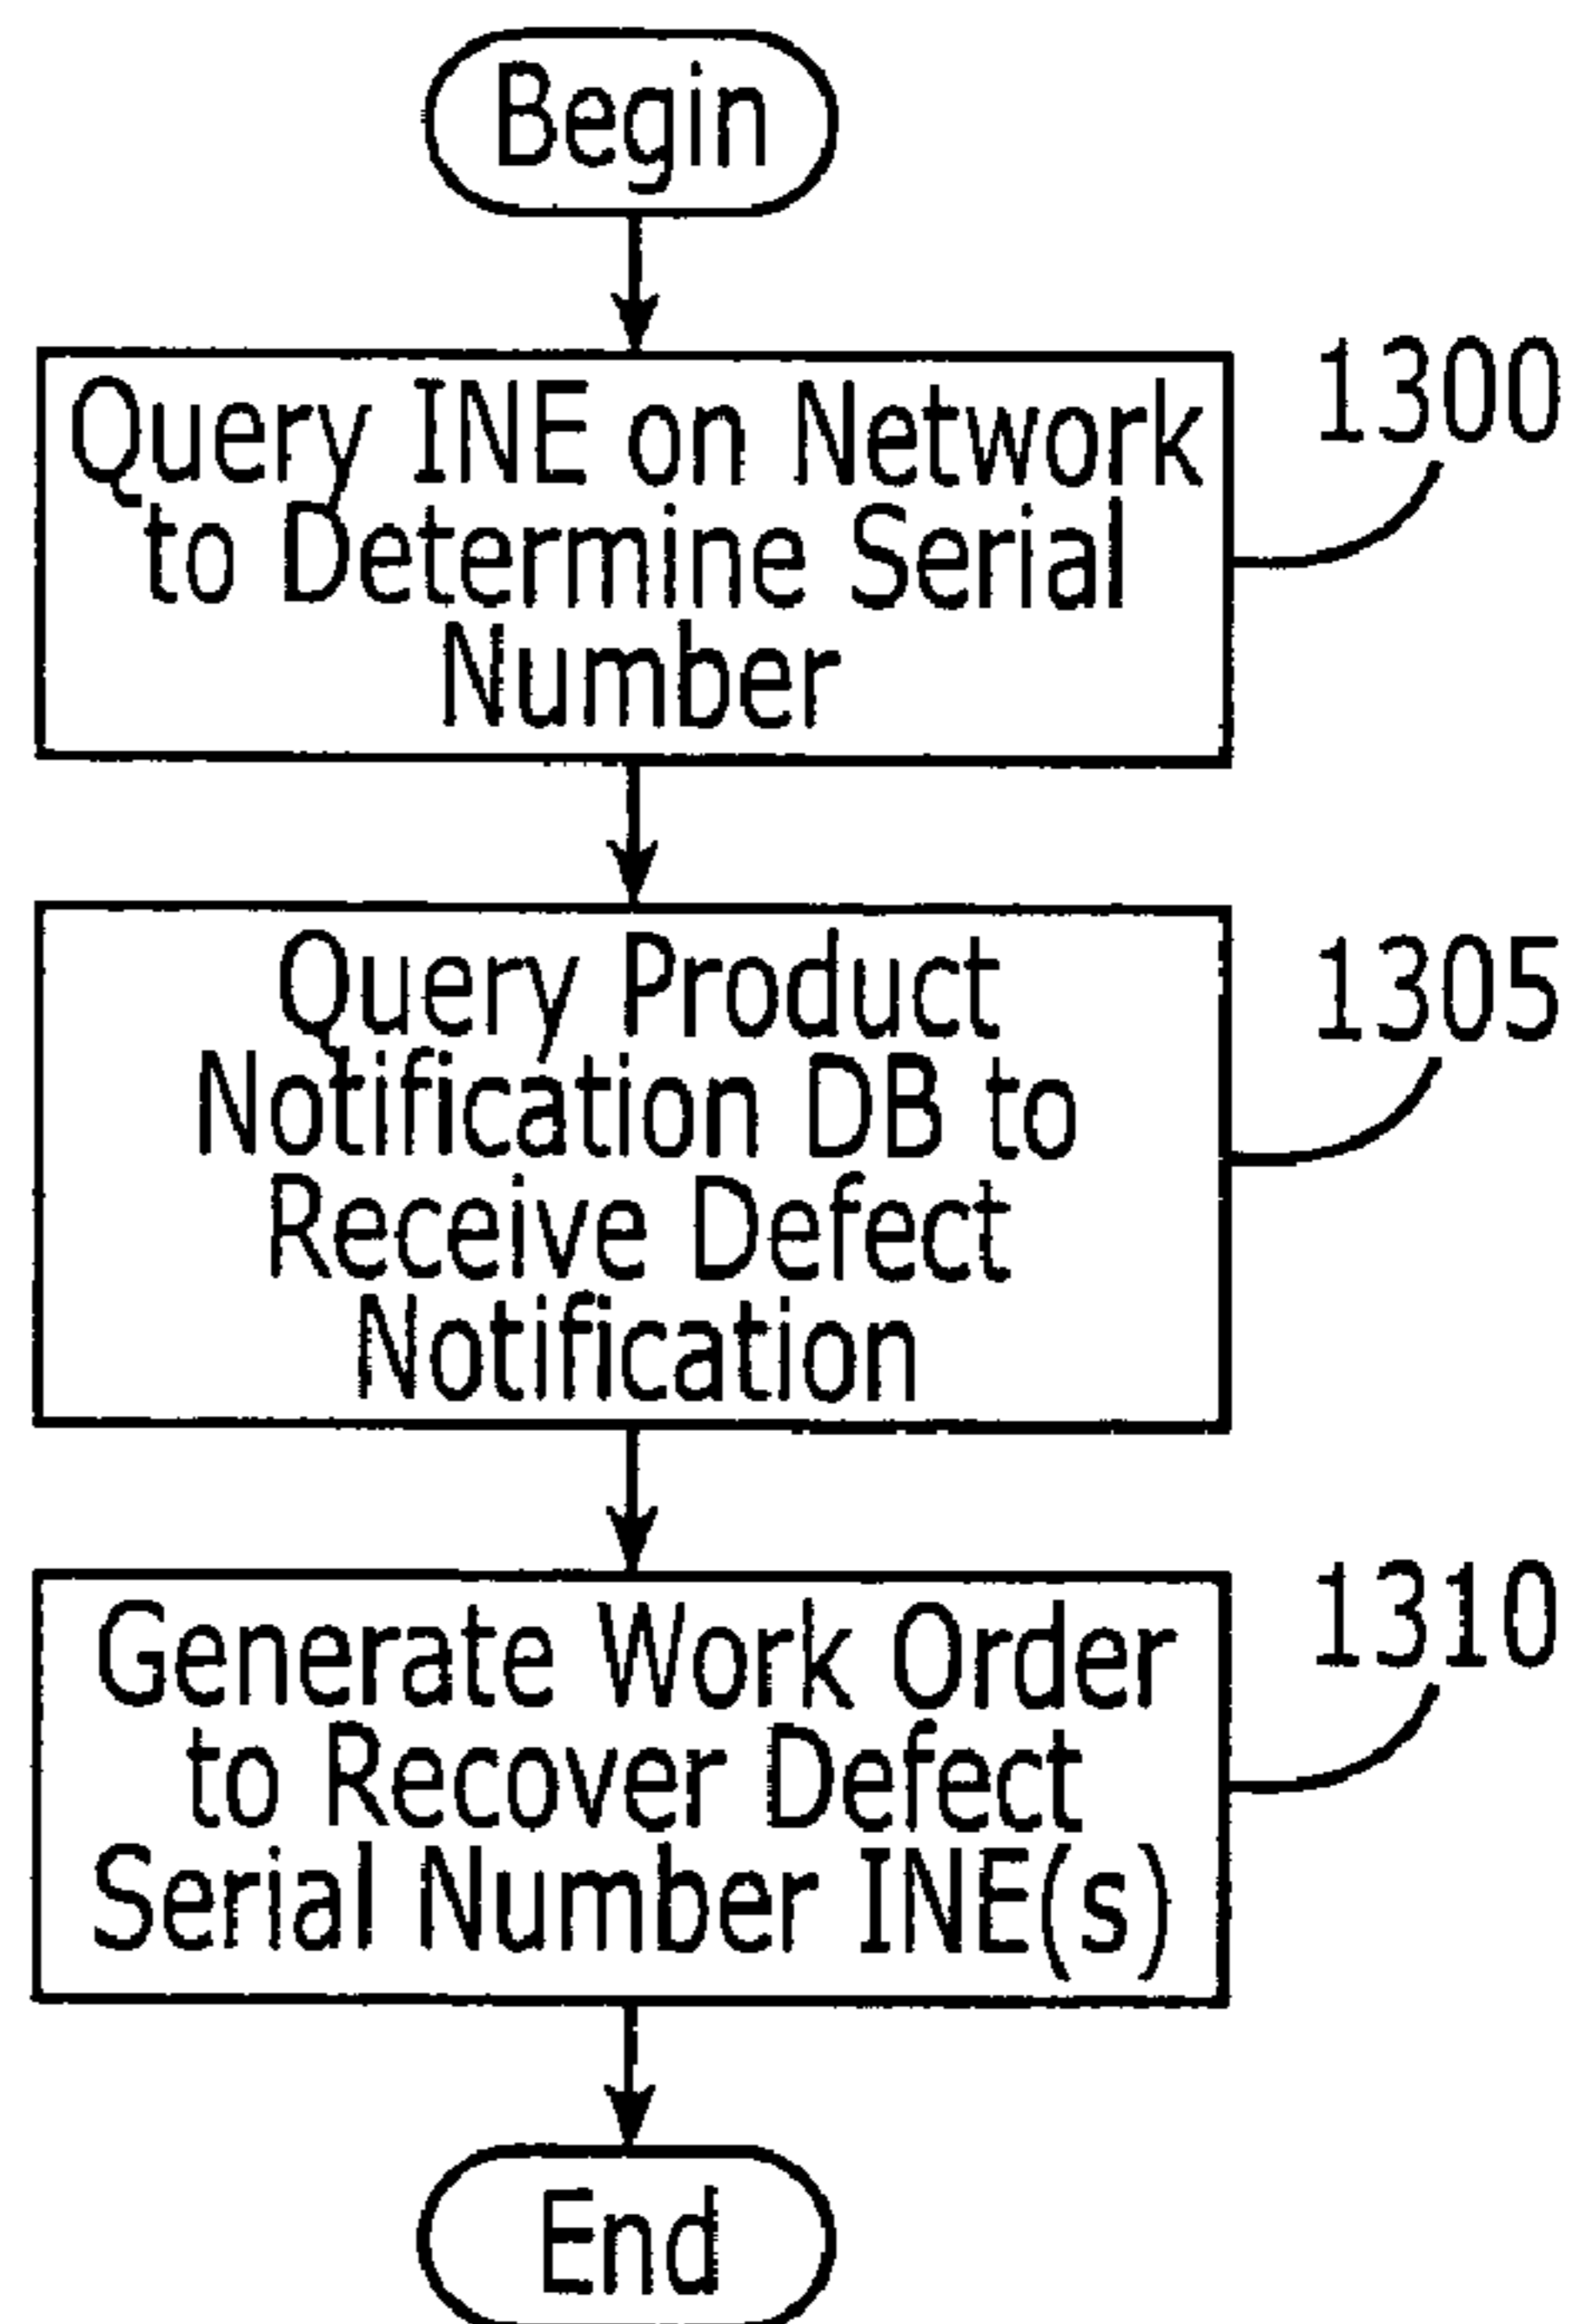 Begin
Query INE on Network
to Determine Serial
Number
1300
Query Product
Notification DB to
Receive Defect
Notification
1305
Generate Work Order
to Recover Defect
Serial Number INE(s)
1310
End